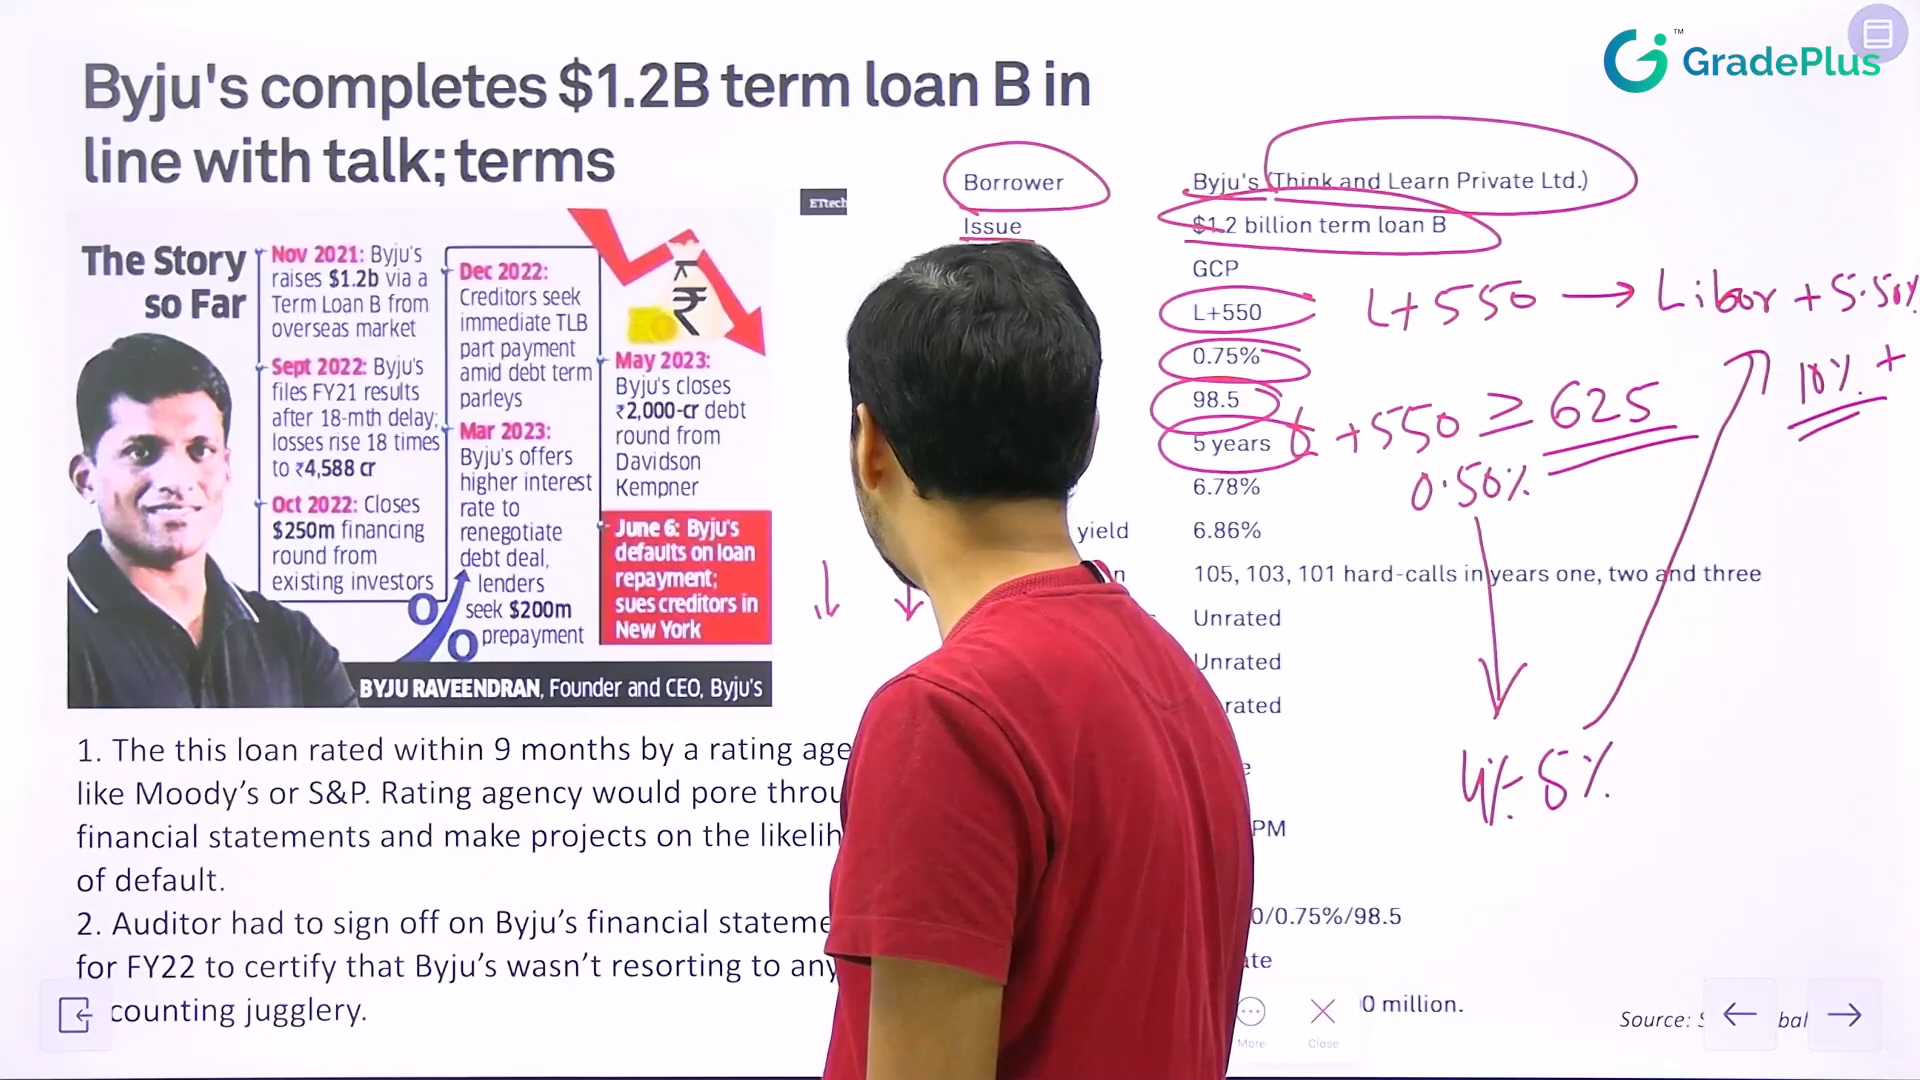 GradePlus
TM
Byju's completes $1.2B term loan B in
line with talk; terms
ETtech
The Story
so Far
Nov 2021: Byju's
raises $1.2b via a
Term Loan B from
overseas market
Sept 2022: Byju's
files FY21 results
after 18-mth delay;
losses rise 18 times
to ₹4,588 cr
Oct 2022: Closes
$250m financing
round from
existing investors
Dec 2022:
Creditors seek
immediate TLB
part payment
amid debt term
parleys
Mar 2023:
Byju's offers
higher interest
rate to
renegotiate
debt deal,
lenders
seek $200m
prepayment
₹
May 2023:
Byju's closes
₹2,000-cr debt
round from
Davidson
Kempner
June 6: Byju's
defaults on loan
repayment;
sues creditors in
New York
BYJU RAVEENDRAN, Founder and CEO, Byju's
1. The this loan rated within 9 months by a rating age
like Moody's or S&P. Rating agency would pore throu
financial statements and make projects on the likelih
of default.
2. Auditor had to sign off on Byju's financial stateme
for FY22 to certify that Byju's wasn't resorting to any
counting jugglery.
Borrower
Byju's (Think and Learn Private Ltd.)
Issue
$1.2 billion term loan B
GCP
L+550
0.75%
98.5
5 years
6.78%
yield
6.86%
n
105, 103, 101 hard-calls in years one, two and three
Unrated
Unrated
rated
e
PM
0/0.75%/98.5
ate
0 million.
L+550 → Libor + 5.50%
10% +
+550 ≥ 625
0.50%
4%- 5%
Source: S bal
More
Close